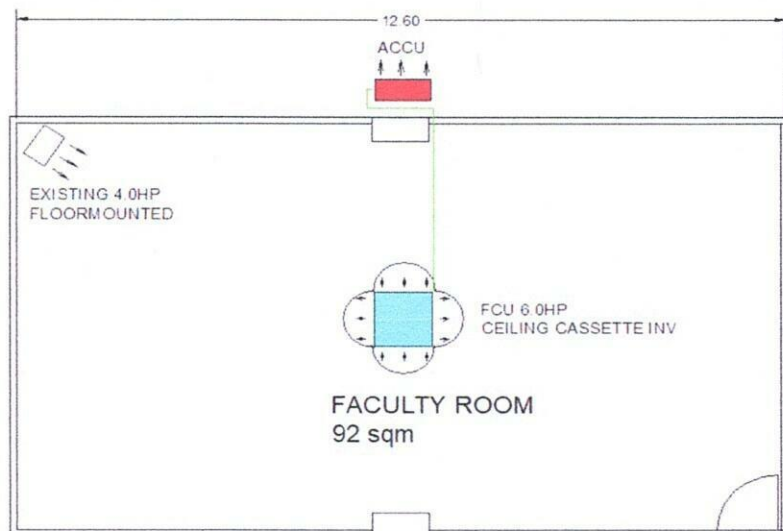 12.60
ACCU
EXISTING 4.0HP
FLOORMOUNTED
FCU 6.0HP
CEILING CASSETTE INV
FACULTY ROOM
92 sqm